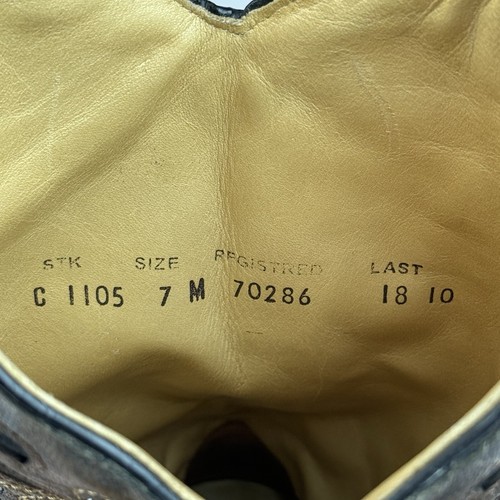 STK SIZE REGISTRED LAST
C 1105 7 M 70286 18 10